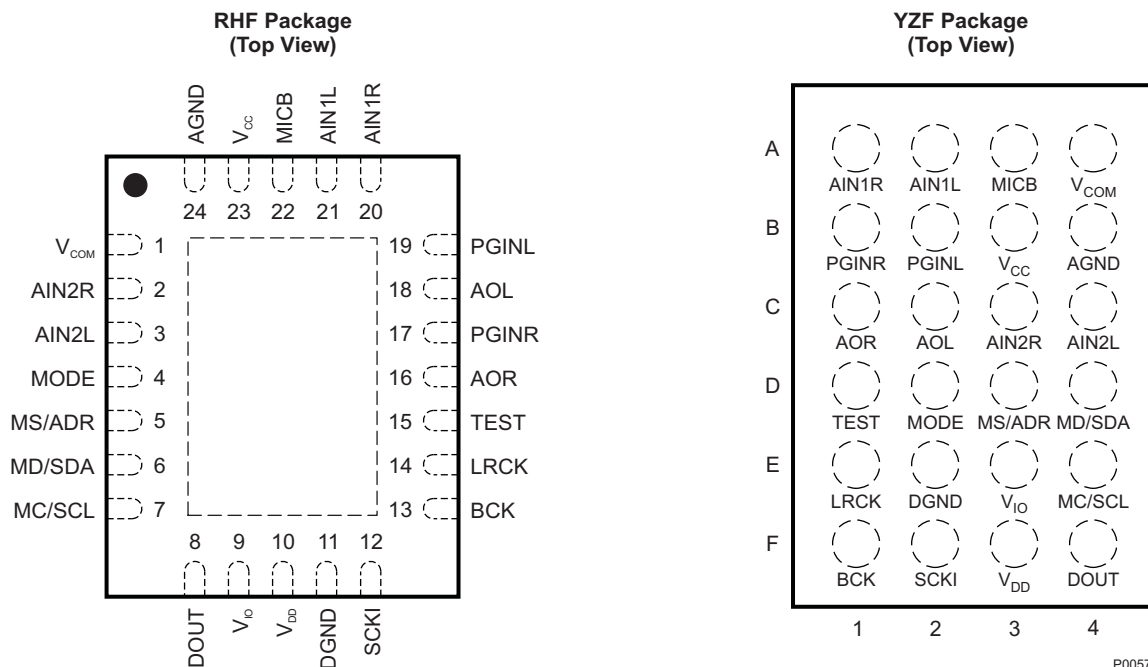 RHF Package
(Top View)
AGND
VCC
MICB
AIN1L
AIN1R
24 23 22 21 20
VCOM 1
AIN2R 2
AIN2L 3
MODE 4
MS/ADR 5
MD/SDA 6
MC/SCL 7
19 PGINL
18 AOL
17 PGINR
16 AOR
15 TEST
14 LRCK
13 BCK
8 9 10 11 12
DOUT
VIO
VDD
DGND
SCKI
YZF Package
(Top View)
A
AIN1R AIN1L MICB VCOM
B
PGINR PGINL VCC AGND
C
AOR AOL AIN2R AIN2L
D
TEST MODE MS/ADR MD/SDA
E
LRCK DGND VIO MC/SCL
F
BCK SCKI VDD DOUT
1 2 3 4
P0057